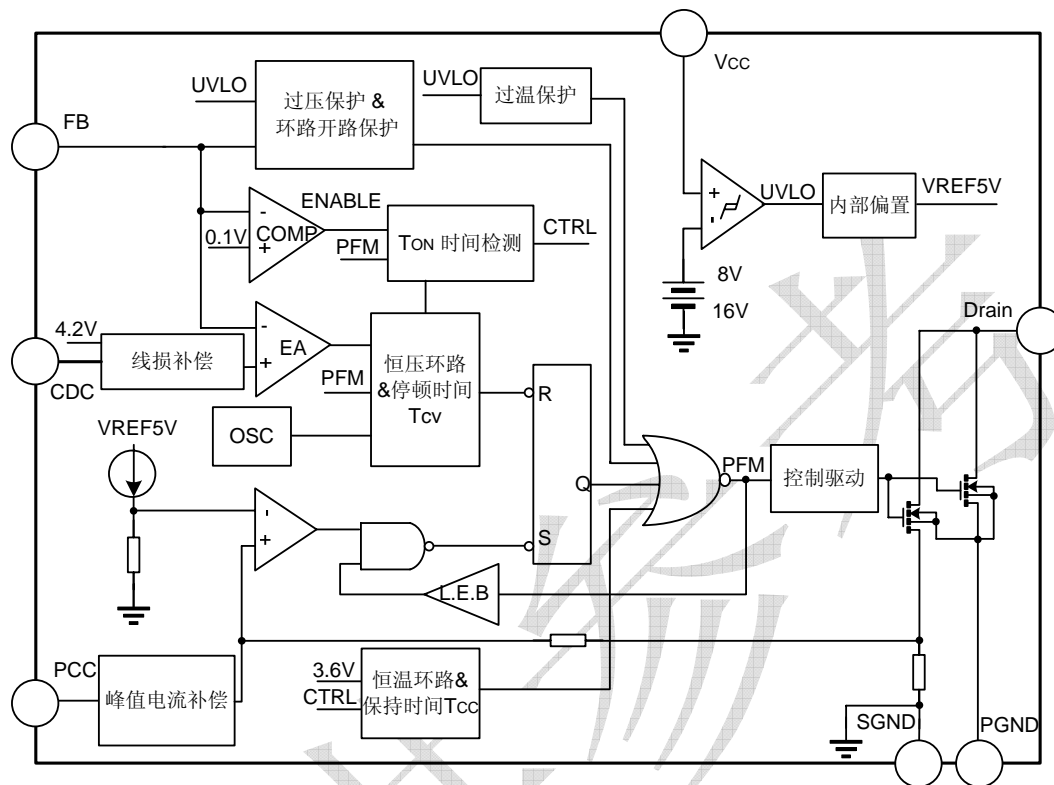 Vcc
UVLO
过压保护 &
环路开路保护
UVLO
过温保护
FB
ENABLE
-
COMP
+
0.1V
PFM
TON 时间检测
CTRL
+
-
UVLO
内部偏置
VREF5V
8V
16V
Drain
4.2V
线损补偿
CDC
-
EA
+
PFM
恒压环路
&停顿时间
Tcv
OSC
R
Q
S
VREF5V
-
+
L.E.B
PFM
控制驱动
PCC
峰值电流补偿
3.6V
CTRL
恒温环路&
保持时间Tcc
SGND
PGND